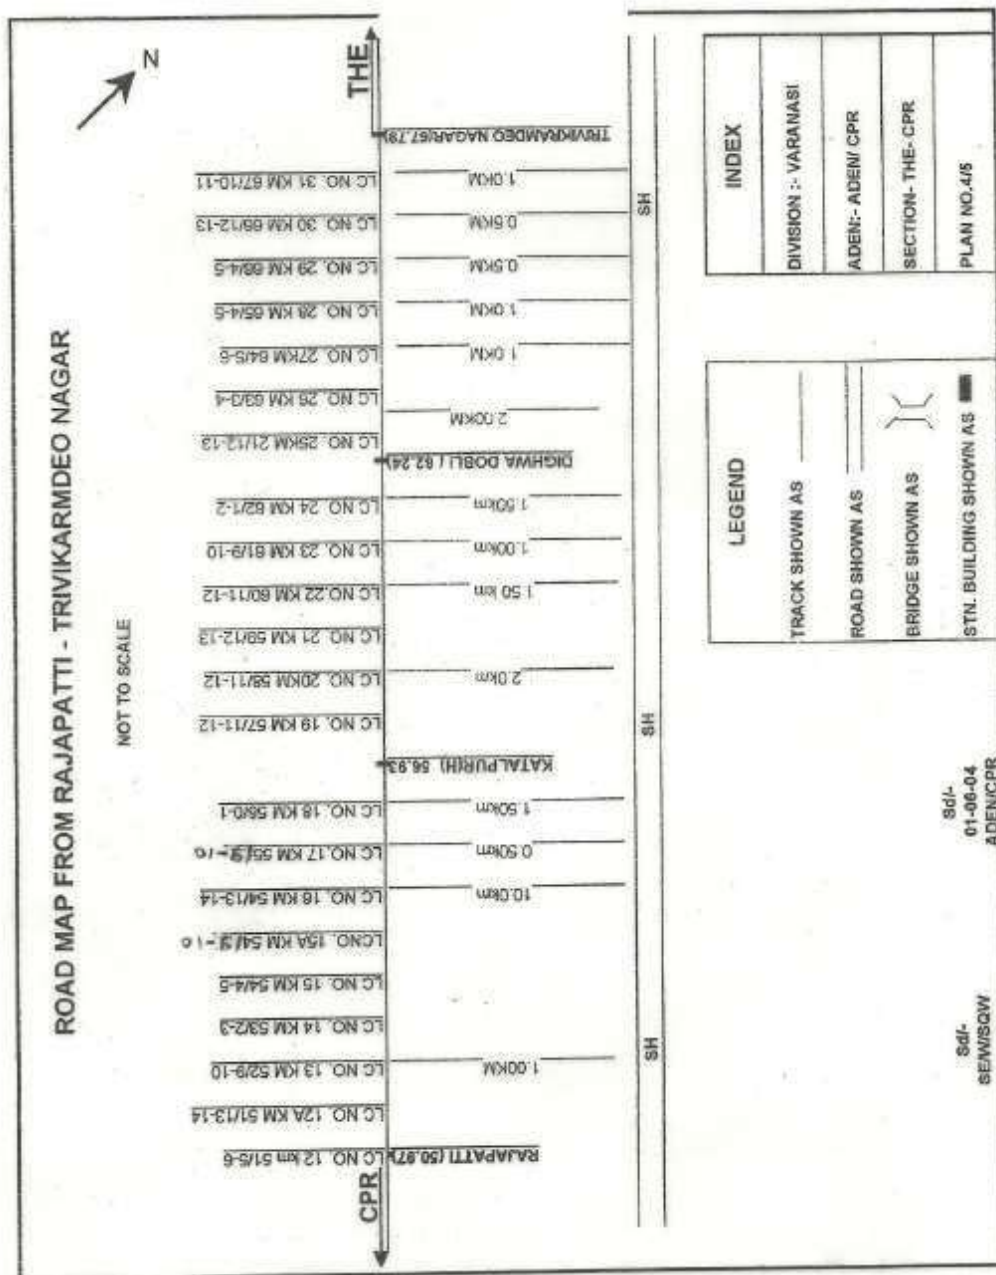 ROAD MAP FROM RAJAPATTI - TRIVIKARMDEO NAGAR
NOT TO SCALE
N
THE
TRIVIKRAMDEO NAGAR/67.79)
LC NO. 31 KM 67/10-11
1.0KM
LC NO. 30 KM 66/12-13
0.5KM
LC NO. 29 KM 66/4-5
0.5KM
LC NO. 28 KM 65/4-5
1.0KM
LC NO. 27KM 64/5-6
1.0KM
LC NO. 26 KM 63/3-4
2.00KM
LC NO. 25KM 21/12-13
DIGHWA DOBLI ( 62.24)
LC NO. 24 KM 62/1-2
1.50km
LC NO. 23 KM 61/9-10
1.00km
LC NO.22 KM 60/11-12
1.50 km
LC NO. 21 KM 59/12-13
LC NO. 20KM 58/11-12
2.0km
LC NO. 19 KM 57/11-12
KATALPUR(H) 56.93
LC NO. 18 KM 56/0-1
1.50km
LC NO.17 KM 55/9-10
0.50km
LC NO. 16 KM 54/13-14
10.0km
LCNO. 15A KM 54/9-10
LC NO. 15 KM 54/4-5
LC NO. 14 KM 53/2-3
LC NO. 13 KM 52/9-10
1.00KM
LC NO. 12A KM 51/13-14
LC NO. 12 km 51/5-6
RAJAPATTI (50.97)
CPR
SH
SH
SH
INDEX
DIVISION :- VARANASI
ADEN:- ADEN/ CPR
SECTION- THE- CPR
PLAN NO.4/5
LEGEND
TRACK SHOWN AS
ROAD SHOWN AS
BRIDGE SHOWN AS
STN. BUILDING SHOWN AS
Sd/-
01-06-04
ADEN/CPR
Sd/-
SE/W/SQW